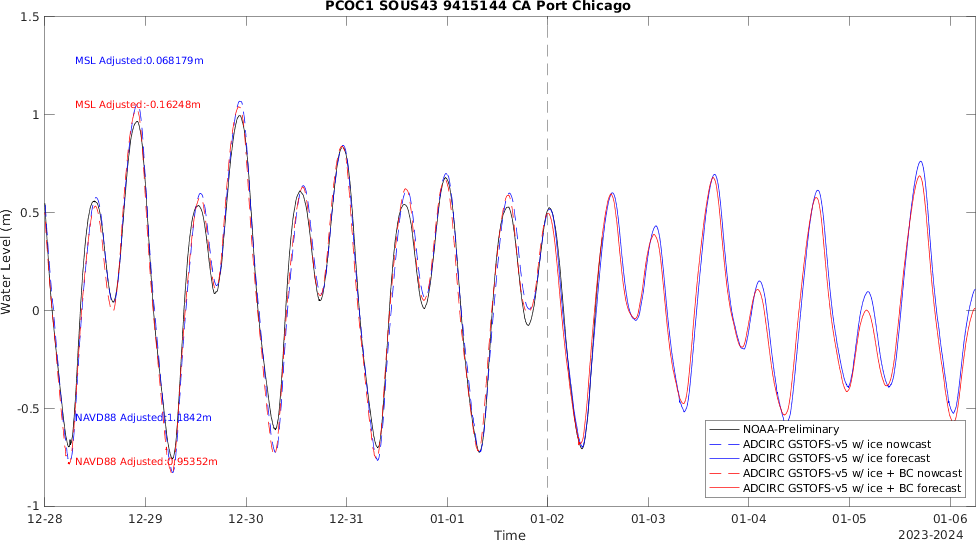 PCOC1 SOUS43 9415144 CA Port Chicago
1.5
MSL Adjusted:0.068179m
MSL Adjusted:-0.16248m
1
0.5
Water Level (m)
0
-0.5
NAVD88 Adjusted:1.1842m
NAVD88 Adjusted:0.95352m
-1
NOAA-Preliminary
ADCIRC GSTOFS-v5 w/ ice nowcast
ADCIRC GSTOFS-v5 w/ ice forecast
ADCIRC GSTOFS-v5 w/ ice + BC nowcast
ADCIRC GSTOFS-v5 w/ ice + BC forecast
12-28 12-29 12-30 12-31 01-01 01-02 01-03 01-04 01-05 01-06
Time
2023-2024